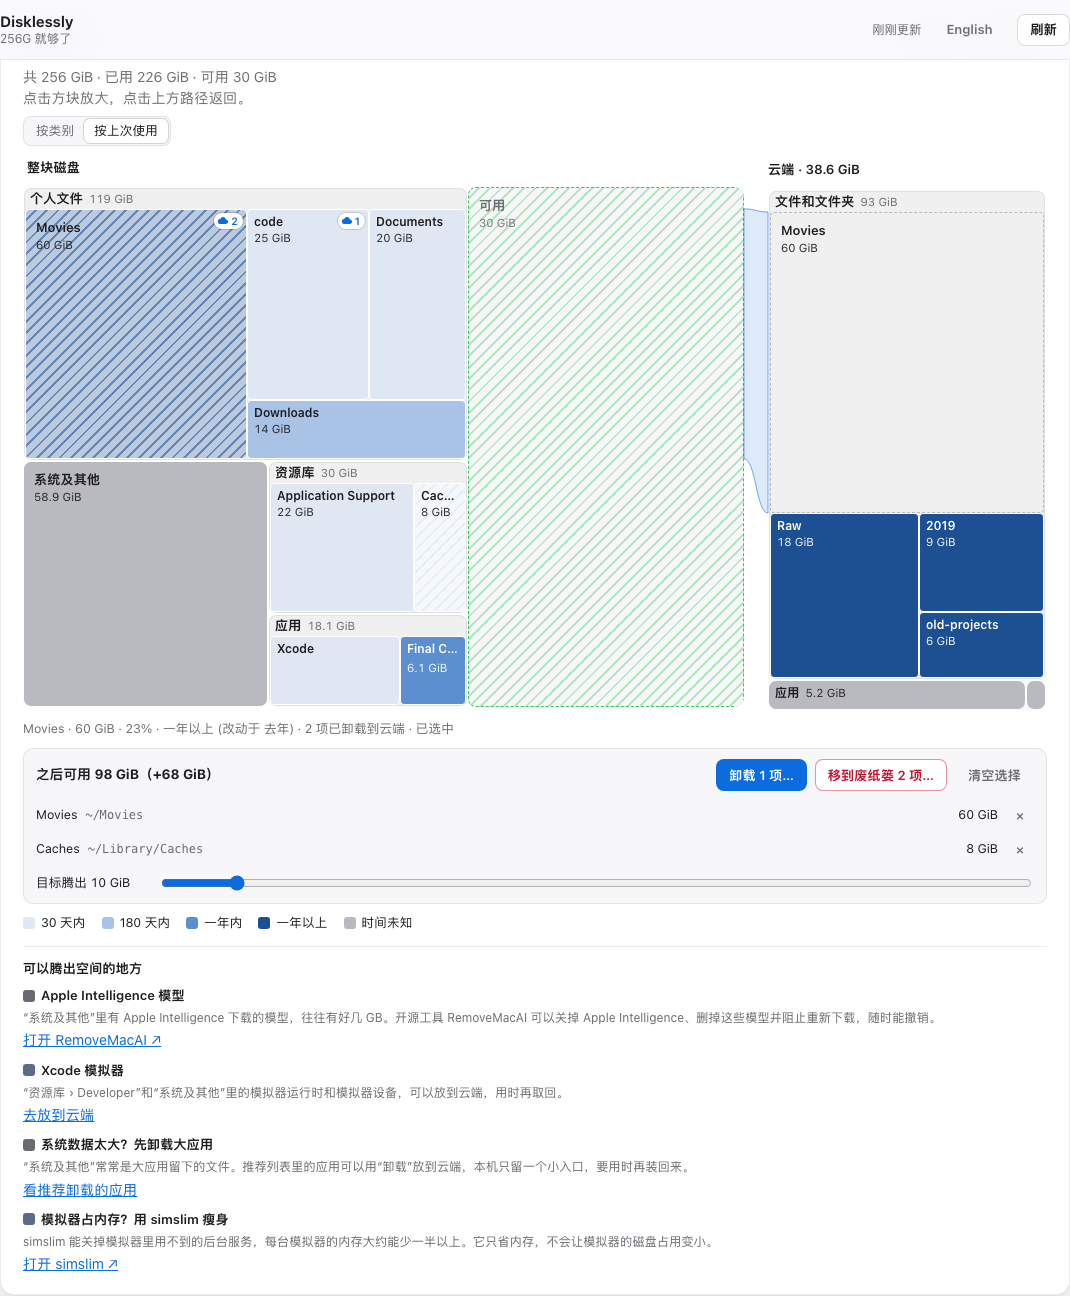 Disklessly
256G 就够了
刚刚更新
English
刷新
共 256 GiB · 已用 226 GiB · 可用 30 GiB
点击方块放大，点击上方路径返回。
按类别
按上次使用
整块磁盘
个人文件 119 GiB
Movies
60 GiB
2
code
25 GiB
1
Documents
20 GiB
Downloads
14 GiB
系统及其他
58.9 GiB
资源库 30 GiB
Application Support
22 GiB
Cac...
8 GiB
应用 18.1 GiB
Xcode
Final C...
6.1 GiB
可用
30 GiB
云端 · 38.6 GiB
文件和文件夹 93 GiB
Movies
60 GiB
Raw
18 GiB
2019
9 GiB
old-projects
6 GiB
应用 5.2 GiB
Movies · 60 GiB · 23% · 一年以上 (改动于 去年) · 2 项已卸载到云端 · 已选中
之后可用 98 GiB（+68 GiB）
卸载 1 项...
移到废纸篓 2 项...
清空选择
Movies ~/Movies 60 GiB ×
Caches ~/Library/Caches 8 GiB ×
目标腾出 10 GiB
30 天内
180 天内
一年内
一年以上
时间未知
可以腾出空间的地方
Apple Intelligence 模型
“系统及其他”里有 Apple Intelligence 下载的模型，往往有好几 GB。开源工具 RemoveMacAI 可以关掉 Apple Intelligence、删掉这些模型并阻止重新下载，随时能撤销。
打开 RemoveMacAI ↗
Xcode 模拟器
“资源库 › Developer”和“系统及其他”里的模拟器运行时和模拟器设备，可以放到云端，用时再取回。
去放到云端
系统数据太大？先卸载大应用
“系统及其他”常常是大应用留下的文件。推荐列表里的应用可以用“卸载”放到云端，本机只留一个小入口，要用时再装回来。
看推荐卸载的应用
模拟器占内存？用 simslim 瘦身
simslim 能关掉模拟器里用不到的后台服务，每台模拟器的内存大约能少一半以上。它只省内存，不会让模拟器的磁盘占用变小。
打开 simslim ↗